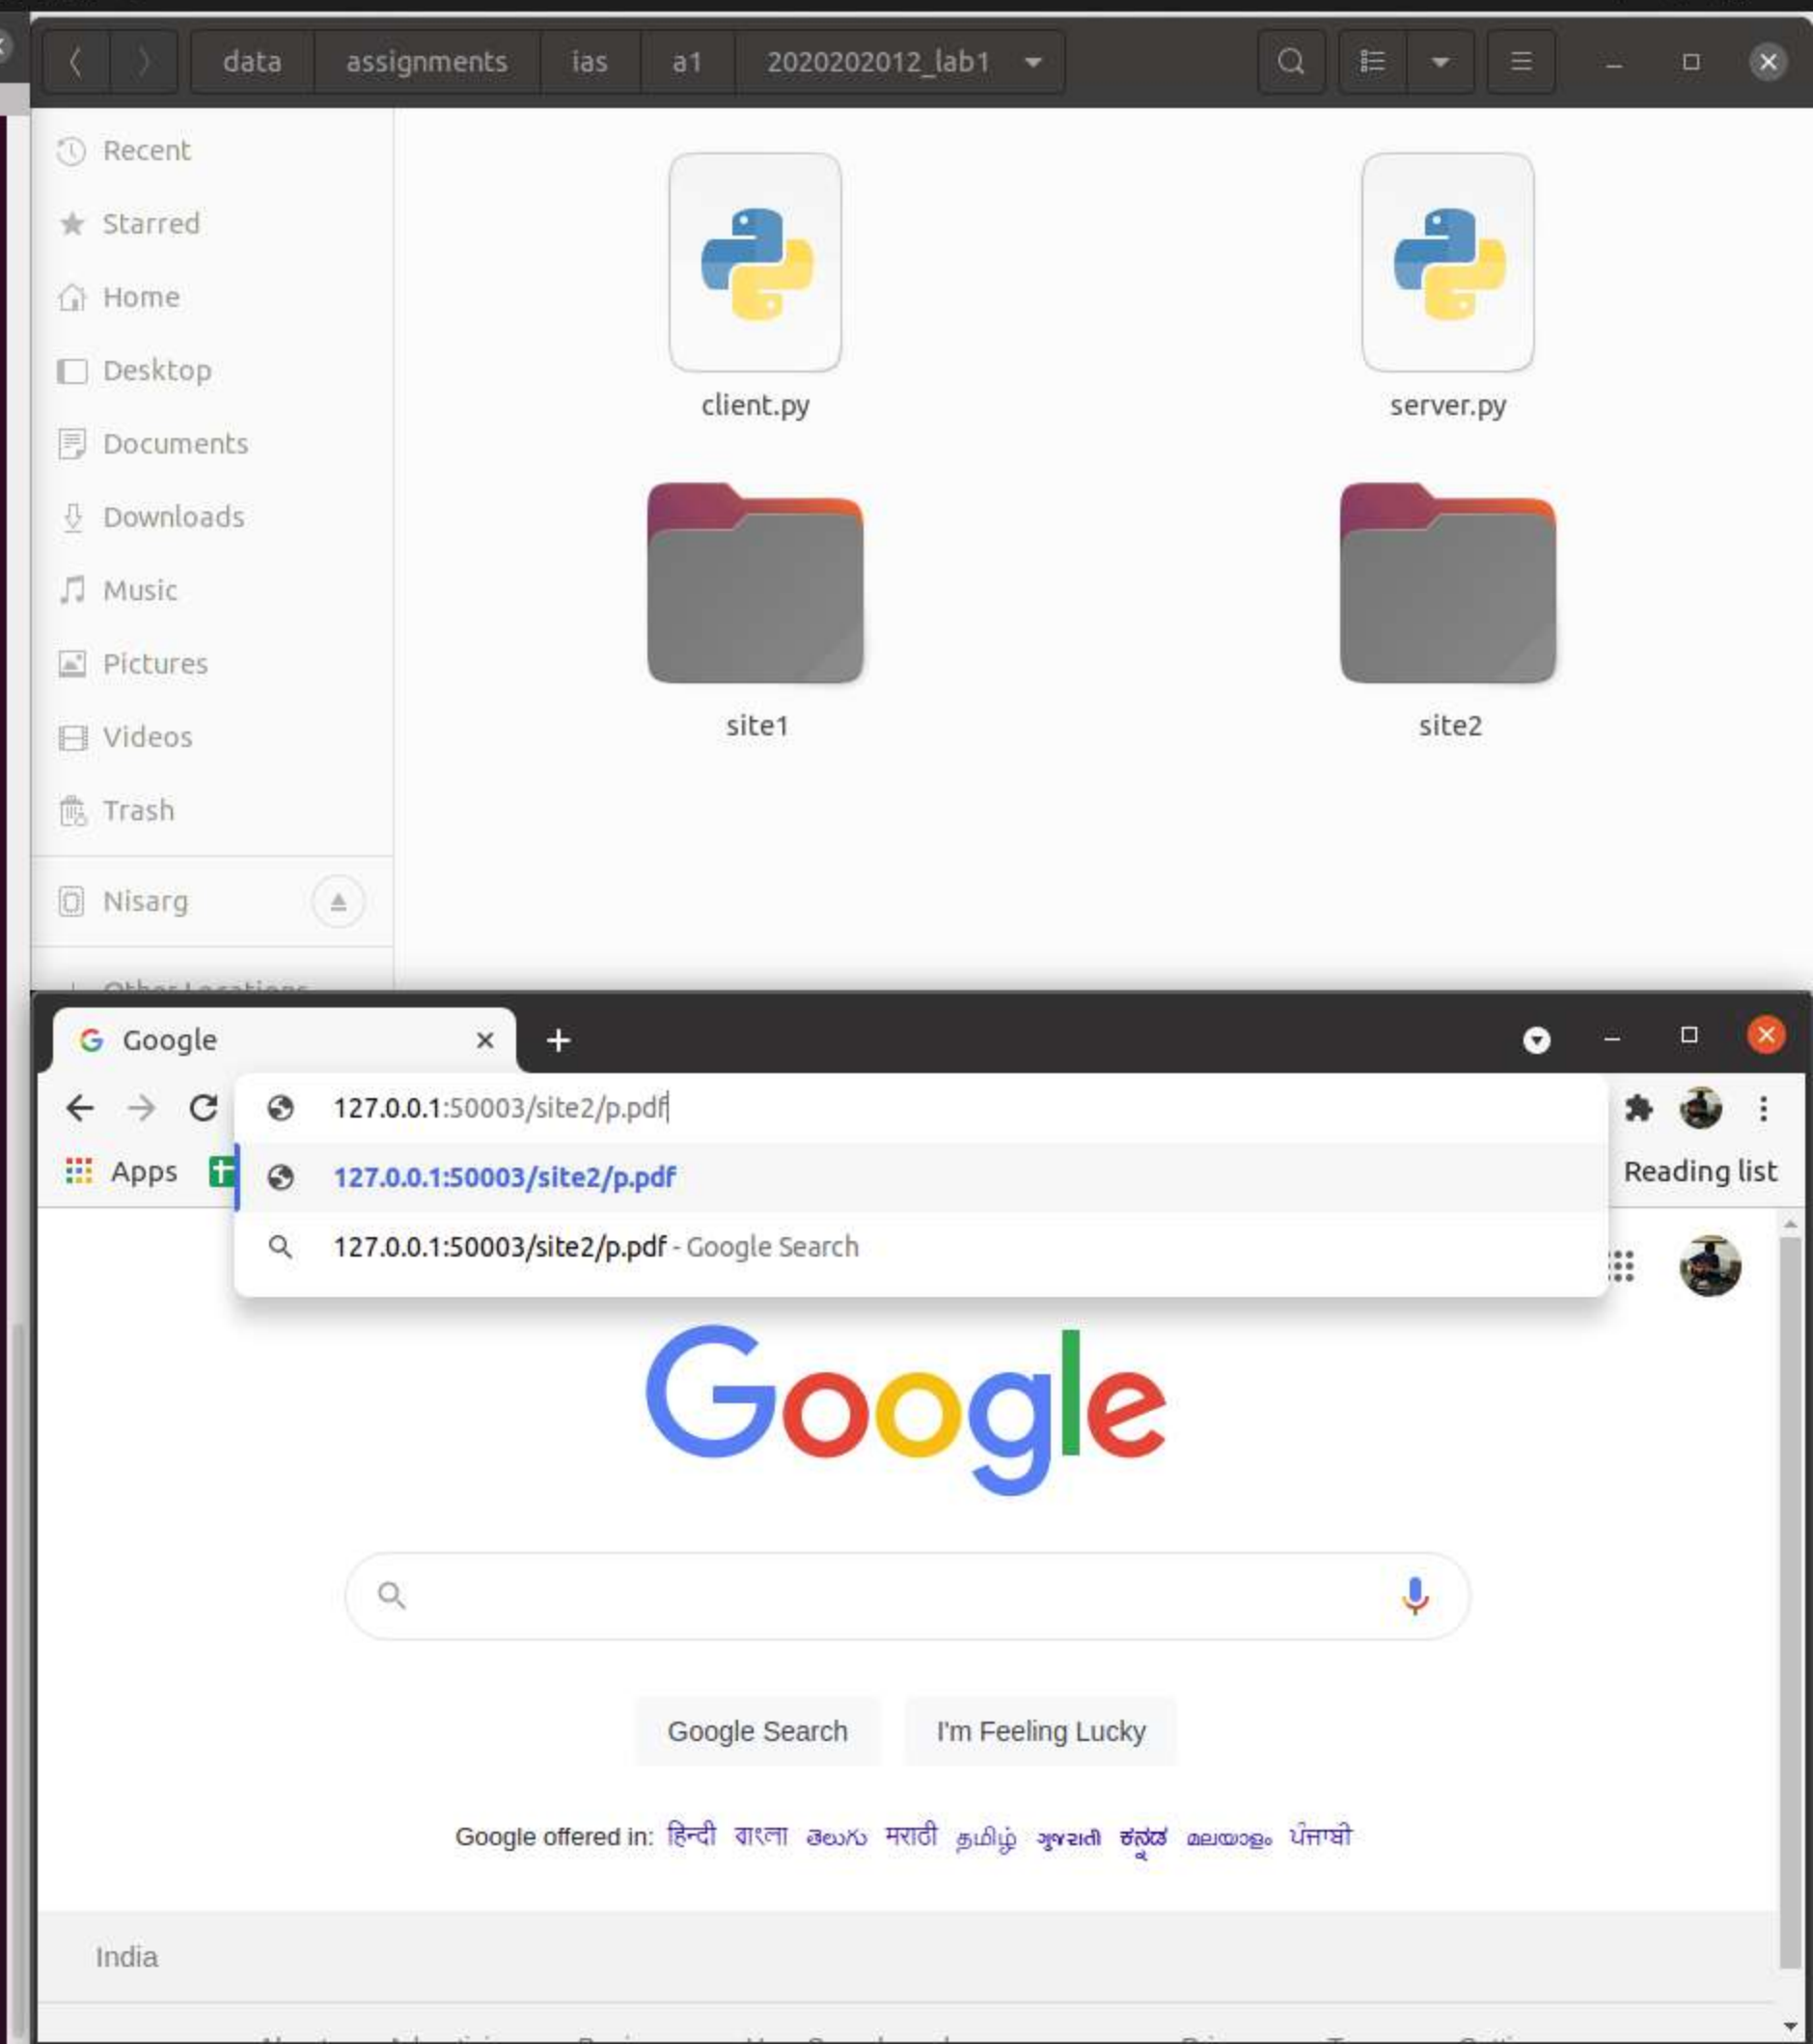 data assignments ias a1 2020202012_lab1
Recent
Starred
Home
Desktop
Documents
Downloads
Music
Pictures
Videos
Trash
Nisarg
Other Locations
client.py server.py
site1 site2
Google
127.0.0.1:50003/site2/p.pdf
Apps
127.0.0.1:50003/site2/p.pdf
Reading list
127.0.0.1:50003/site2/p.pdf - Google Search
Google
Google Search I'm Feeling Lucky
Google offered in: हिन्दी বাংলা తెలుగు मराठी தமிழ் ગુજરાતી ಕನ್ನಡ മലയാളം ਪੰਜਾਬੀ
India